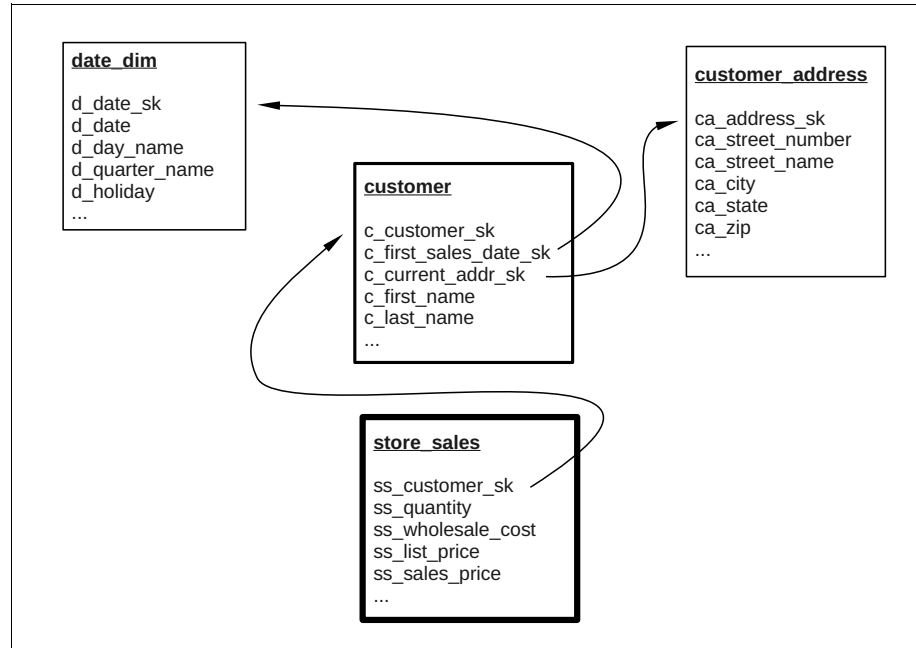 date_dim
d_date_sk
d_date
d_day_name
d_quarter_name
d_holiday
...
customer_address
ca_address_sk
ca_street_number
ca_street_name
ca_city
ca_state
ca_zip
...
customer
c_customer_sk
c_first_sales_date_sk
c_current_addr_sk
c_first_name
c_last_name
...
store_sales
ss_customer_sk
ss_quantity
ss_wholesale_cost
ss_list_price
ss_sales_price
...